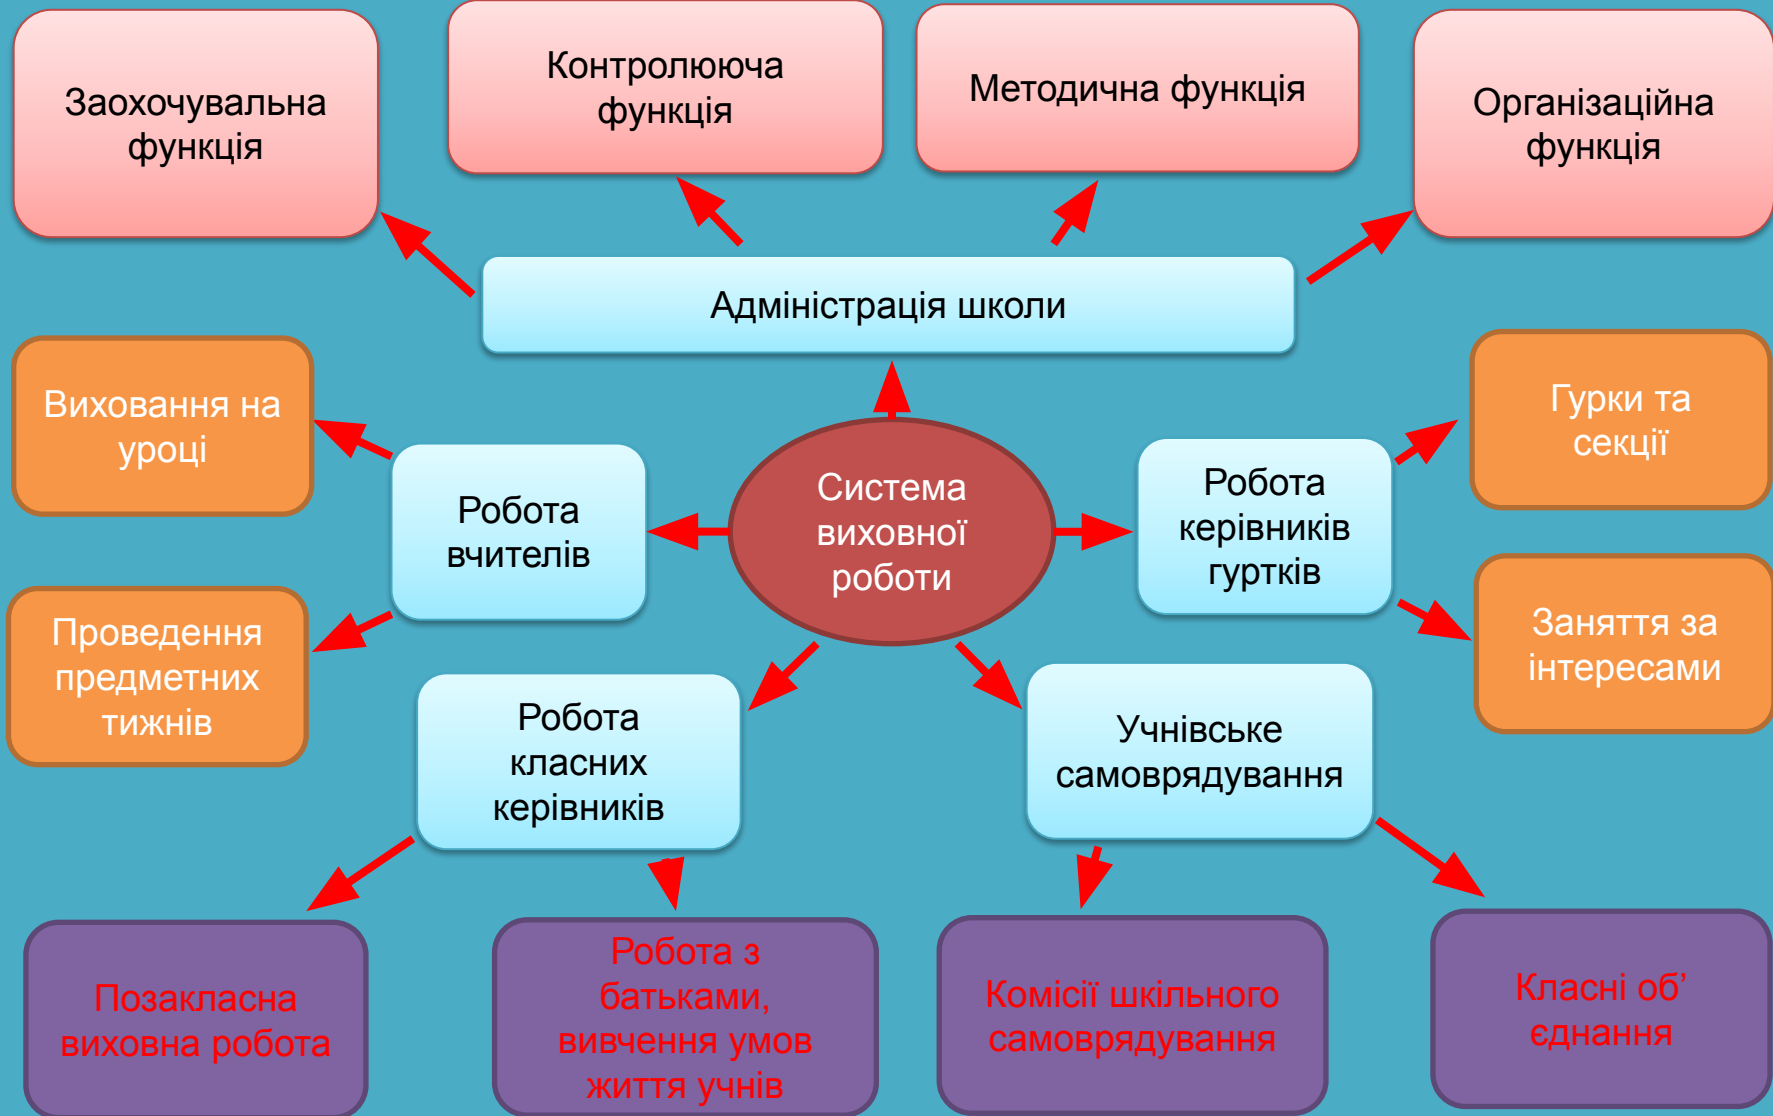 Заохочувальна
функція
Контролююча
функція
Методична функція
Організаційна
функція
Адміністрація школи
Виховання на
уроці
Гурки та
секції
Робота
вчителів
Система
виховної
роботи
Робота
керівників
гуртків
Проведення
предметних
тижнів
Заняття за
інтересами
Робота
класних
керівників
Учнівське
самоврядування
Позакласна
виховна робота
Робота з
батьками,
вивчення умов
життя учнів
Комісії шкільного
самоврядування
Класні об’
єднання